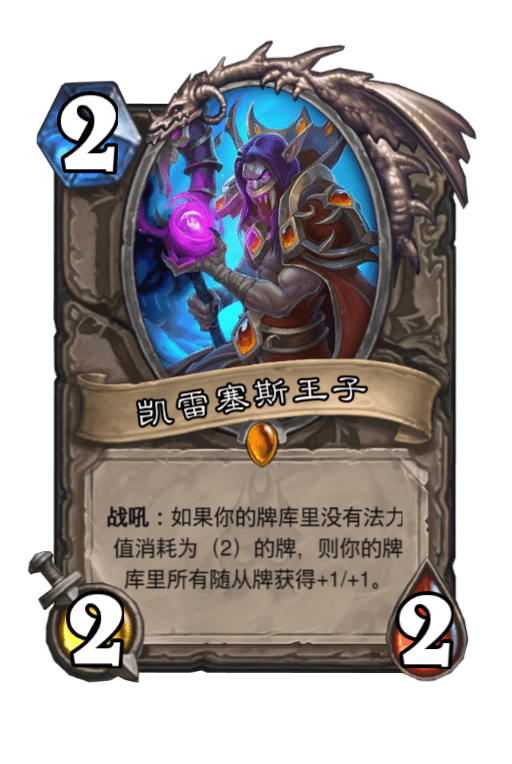 2
凯雷塞斯王子
战吼：如果你的牌库里没有法力
值消耗为（2）的牌，则你的牌
库里所有随从牌获得+1/+1。
2
2